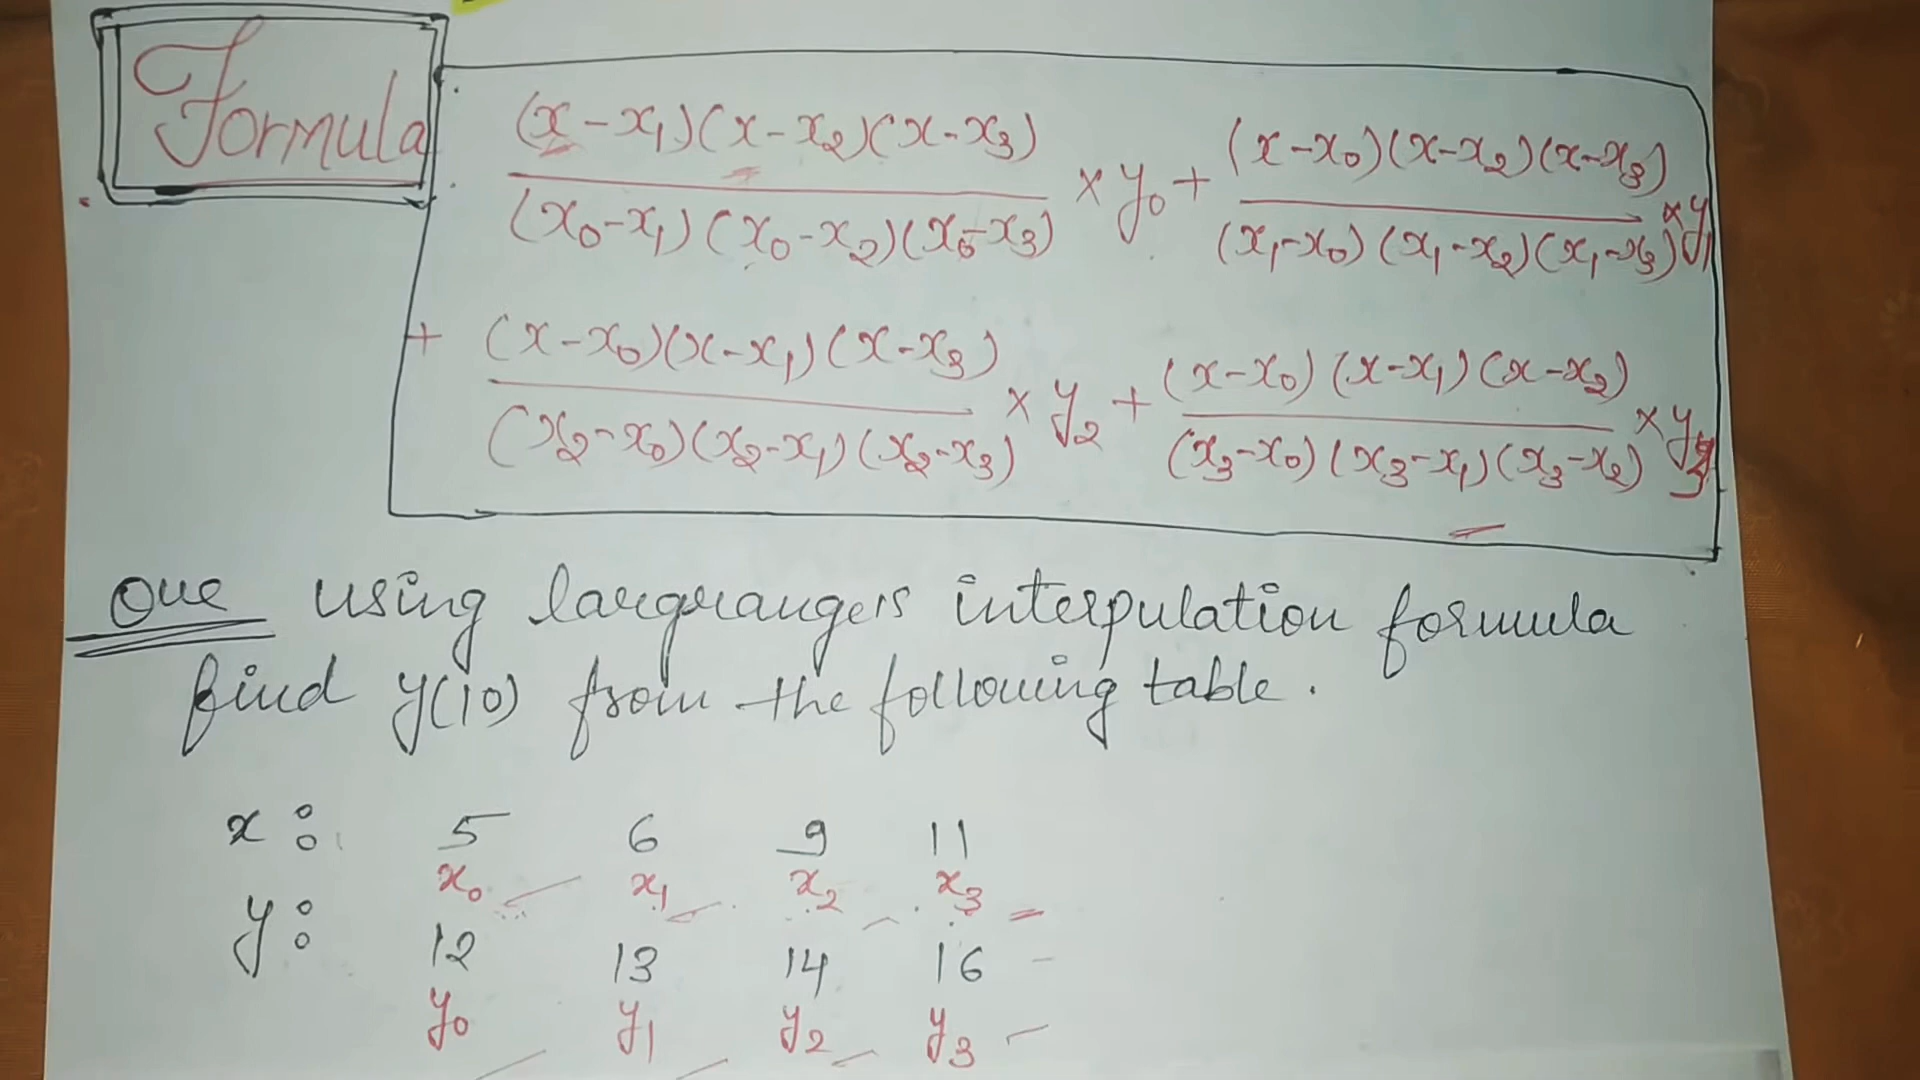 Formula
(x-x₁)(x-x₂)(x-x₃) / (x₀-x₁)(x₀-x₂)(x₀-x₃) × y₀ + (x-x₀)(x-x₂)(x-x₃) / (x₁-x₀)(x₁-x₂)(x₁-x₃) × y₁
+ (x-x₀)(x-x₁)(x-x₃) / (x₂-x₀)(x₂-x₁)(x₂-x₃) × y₂ + (x-x₀)(x-x₁)(x-x₂) / (x₃-x₀)(x₃-x₁)(x₃-x₂) × y₃
Que using largrangers interpulation formula
find y(10) from the following table.
x: 5 6 9 11
x₀ x₁ x₂ x₃
y: 12 13 14 16
y₀ y₁ y₂ y₃